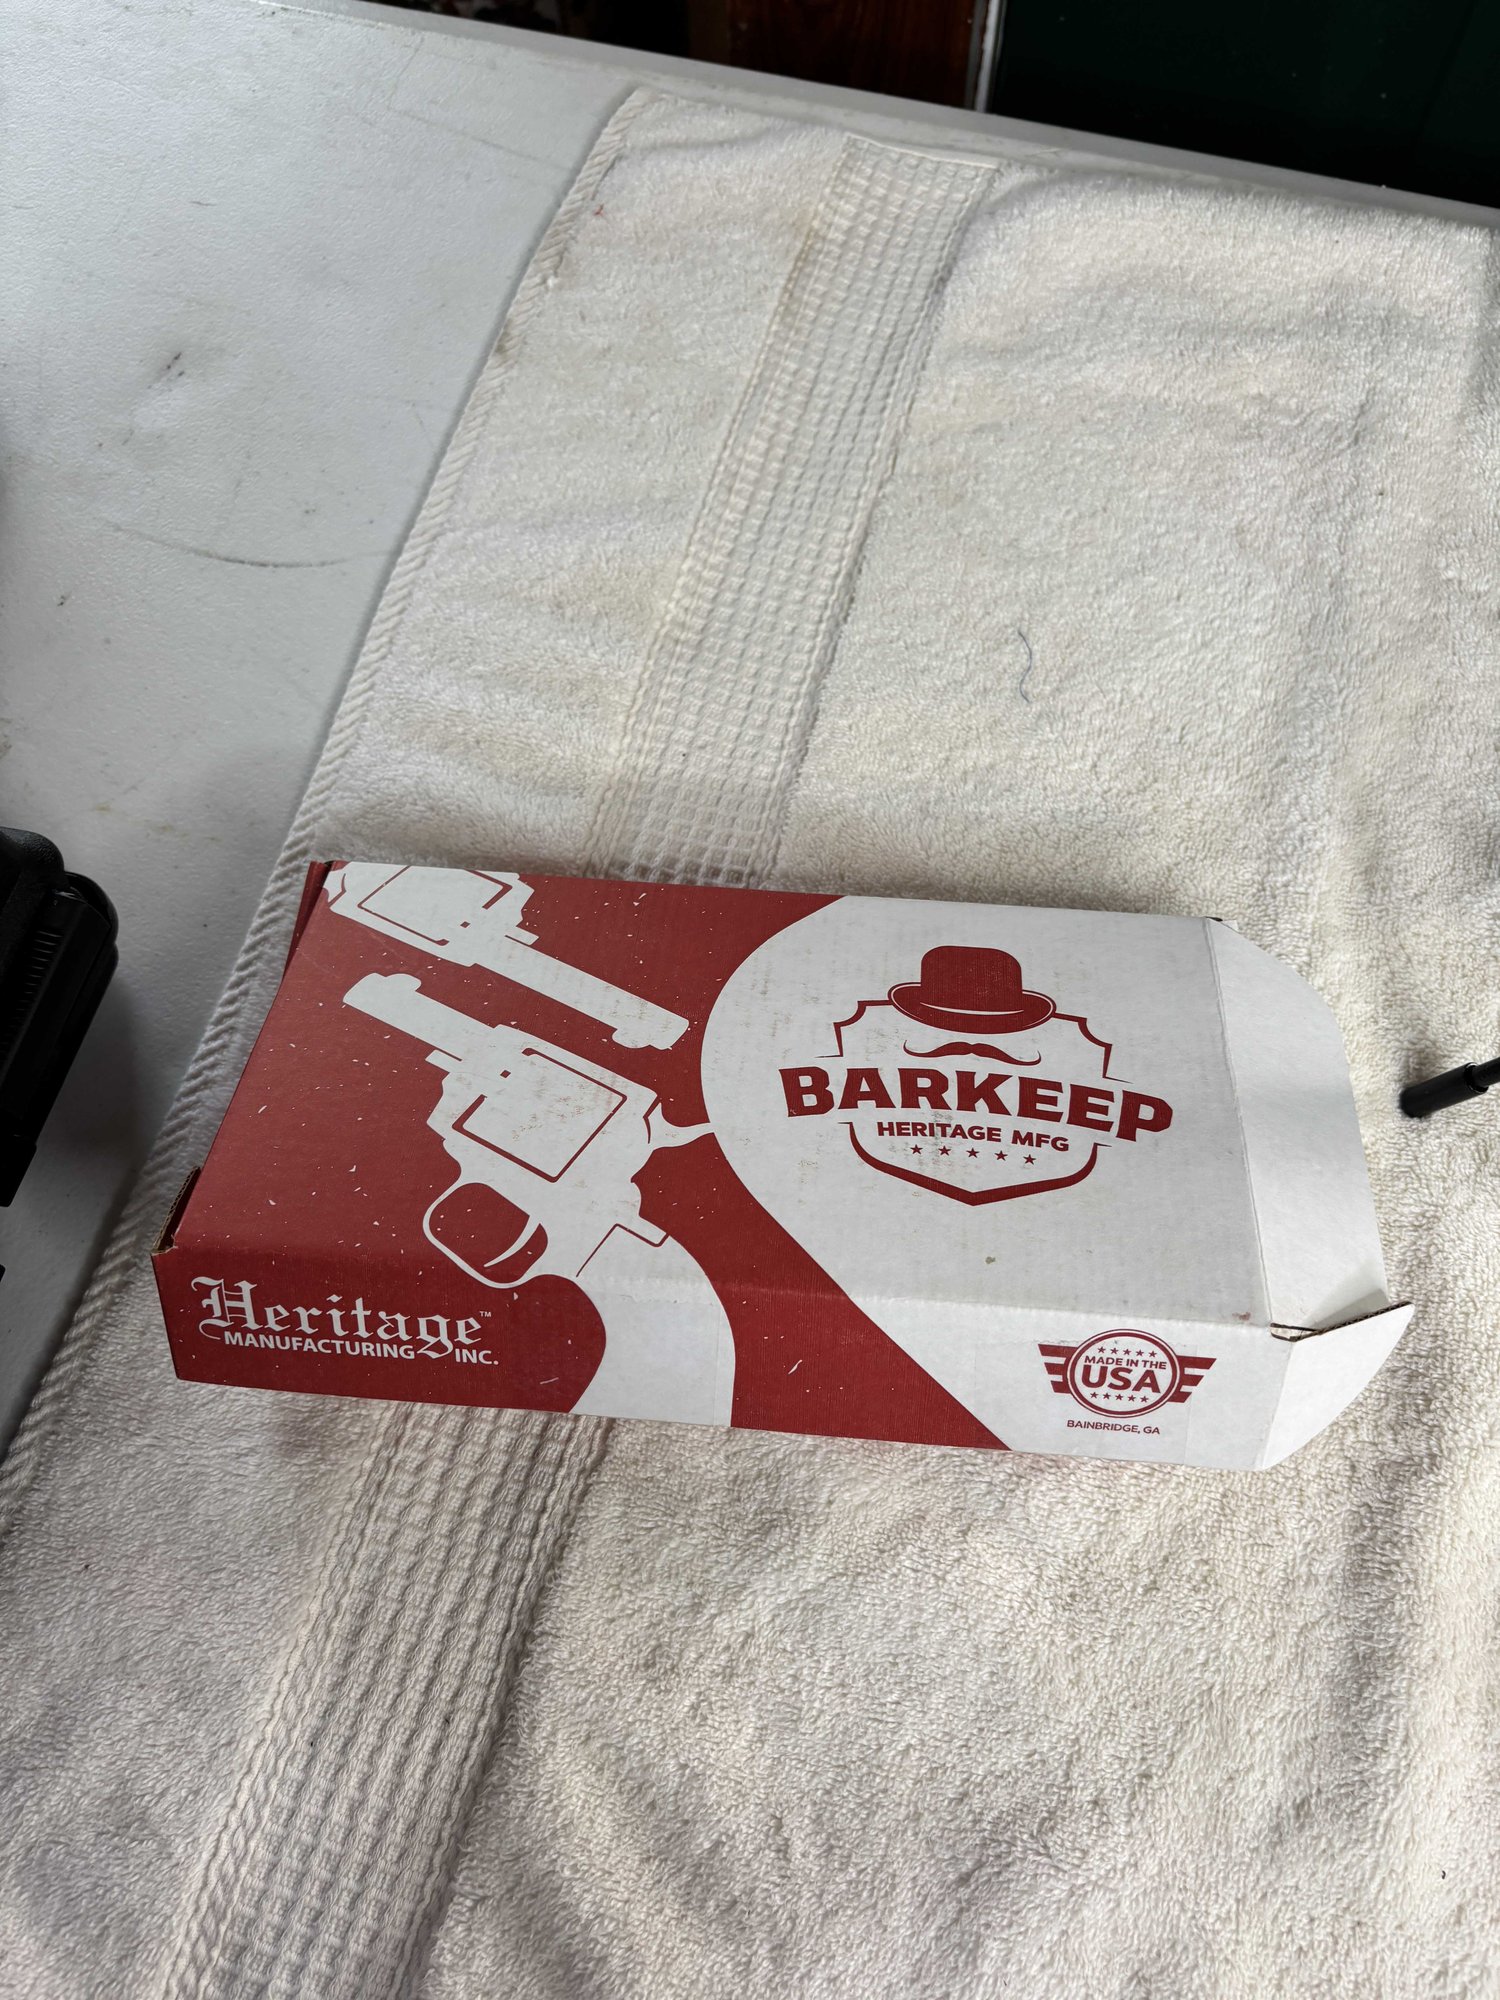 BARKEEP
HERITAGE MFG
Heritage™
MANUFACTURING INC.
MADE IN THE
USA
BAINBRIDGE, GA